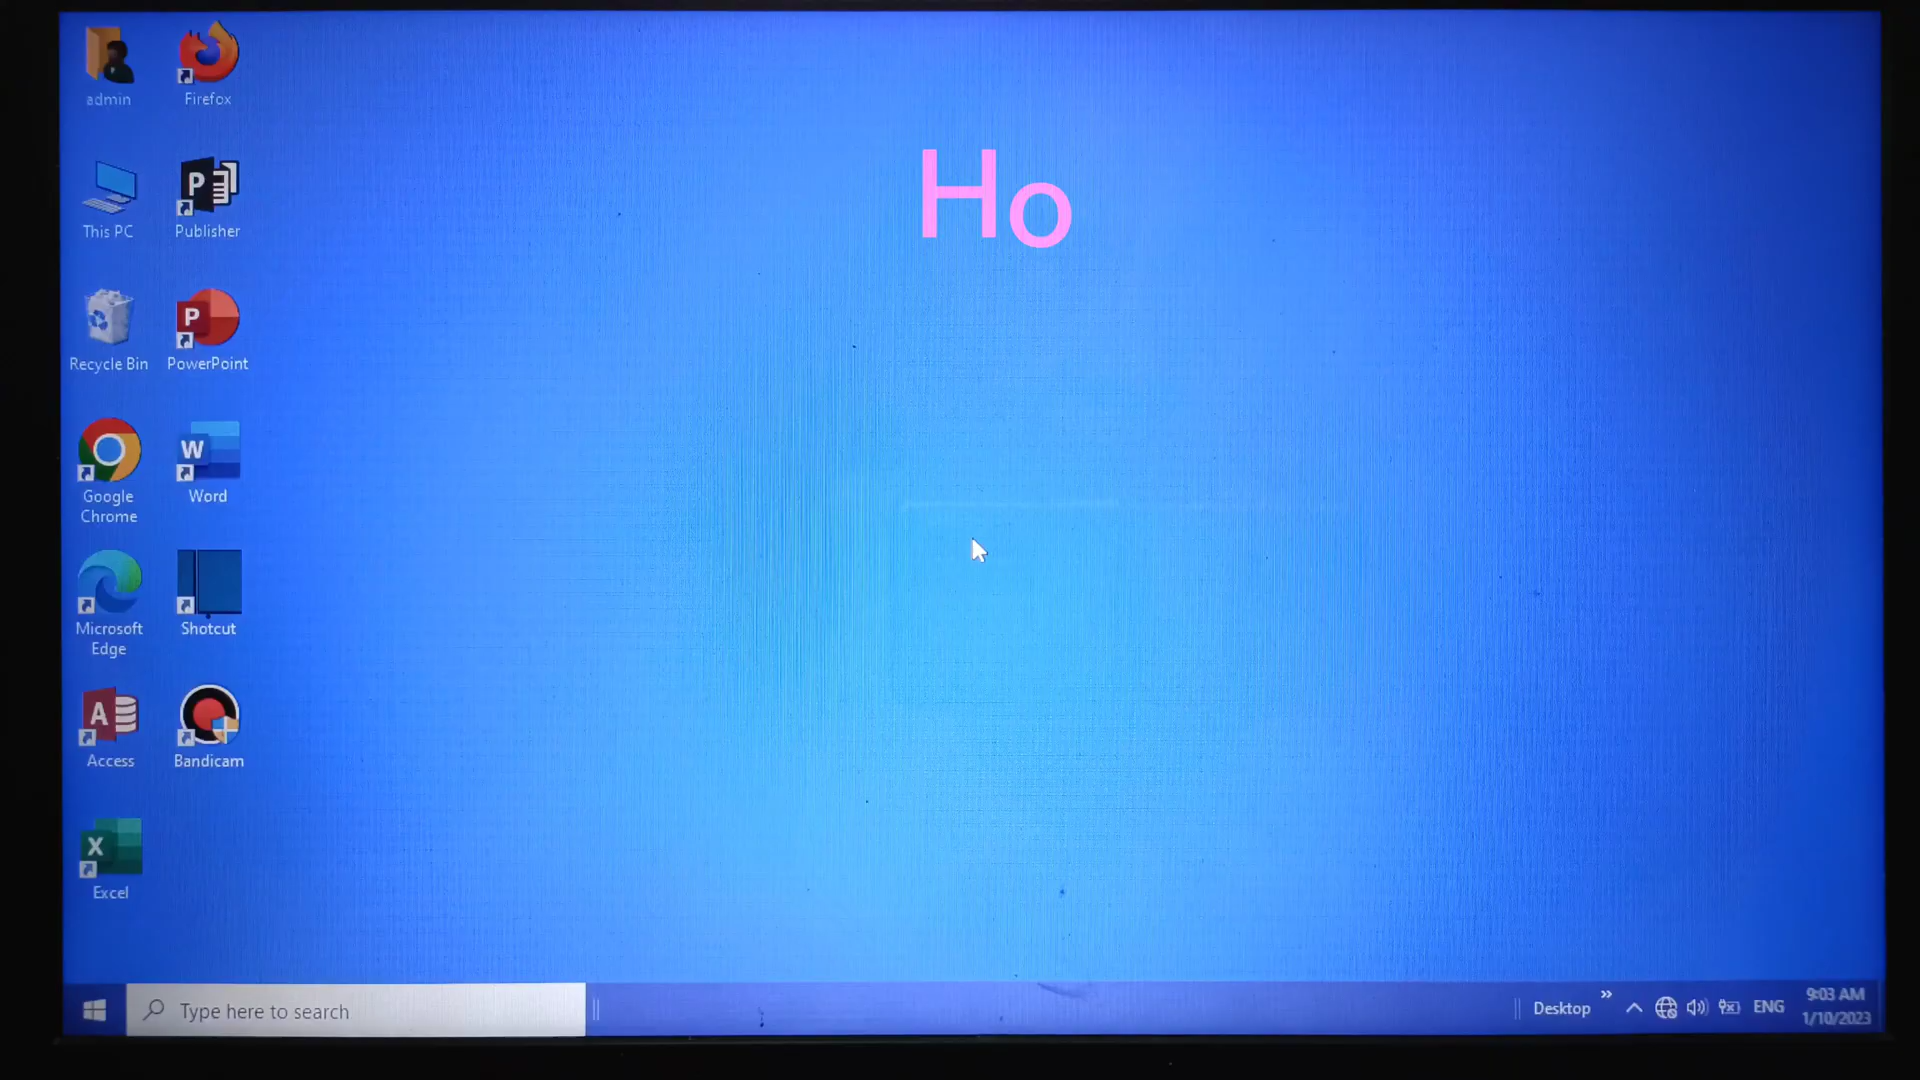 admin
Firefox
Ho
This PC
Publisher
Recycle Bin
PowerPoint
Google
Chrome
Word
Microsoft
Edge
Shotcut
Access
Bandicam
Excel
Type here to search
Desktop
ENG
9:03 AM
1/10/2023